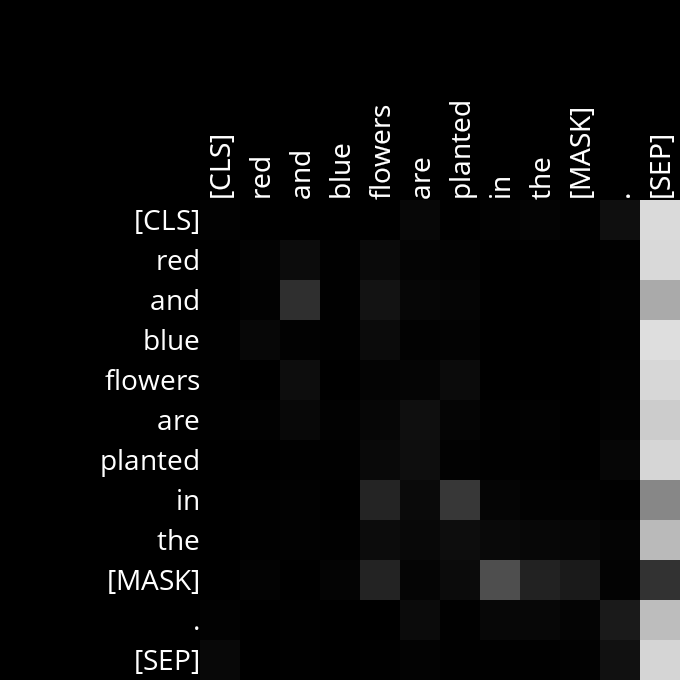 [CLS] red and blue flowers are planted in the [MASK] . [SEP]
[CLS]
red
and
blue
flowers
are
planted
in
the
[MASK]
.
[SEP]